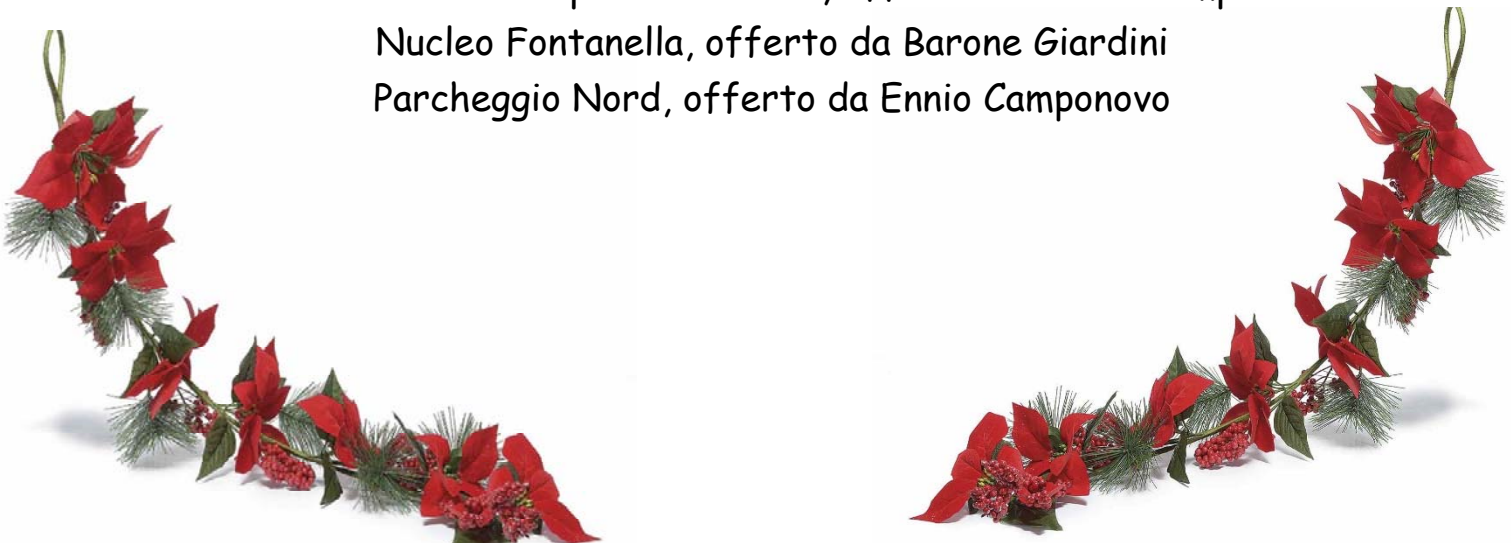 Nucleo Fontanella, offerto da Barone Giardini
Parcheggio Nord, offerto da Ennio Camponovo